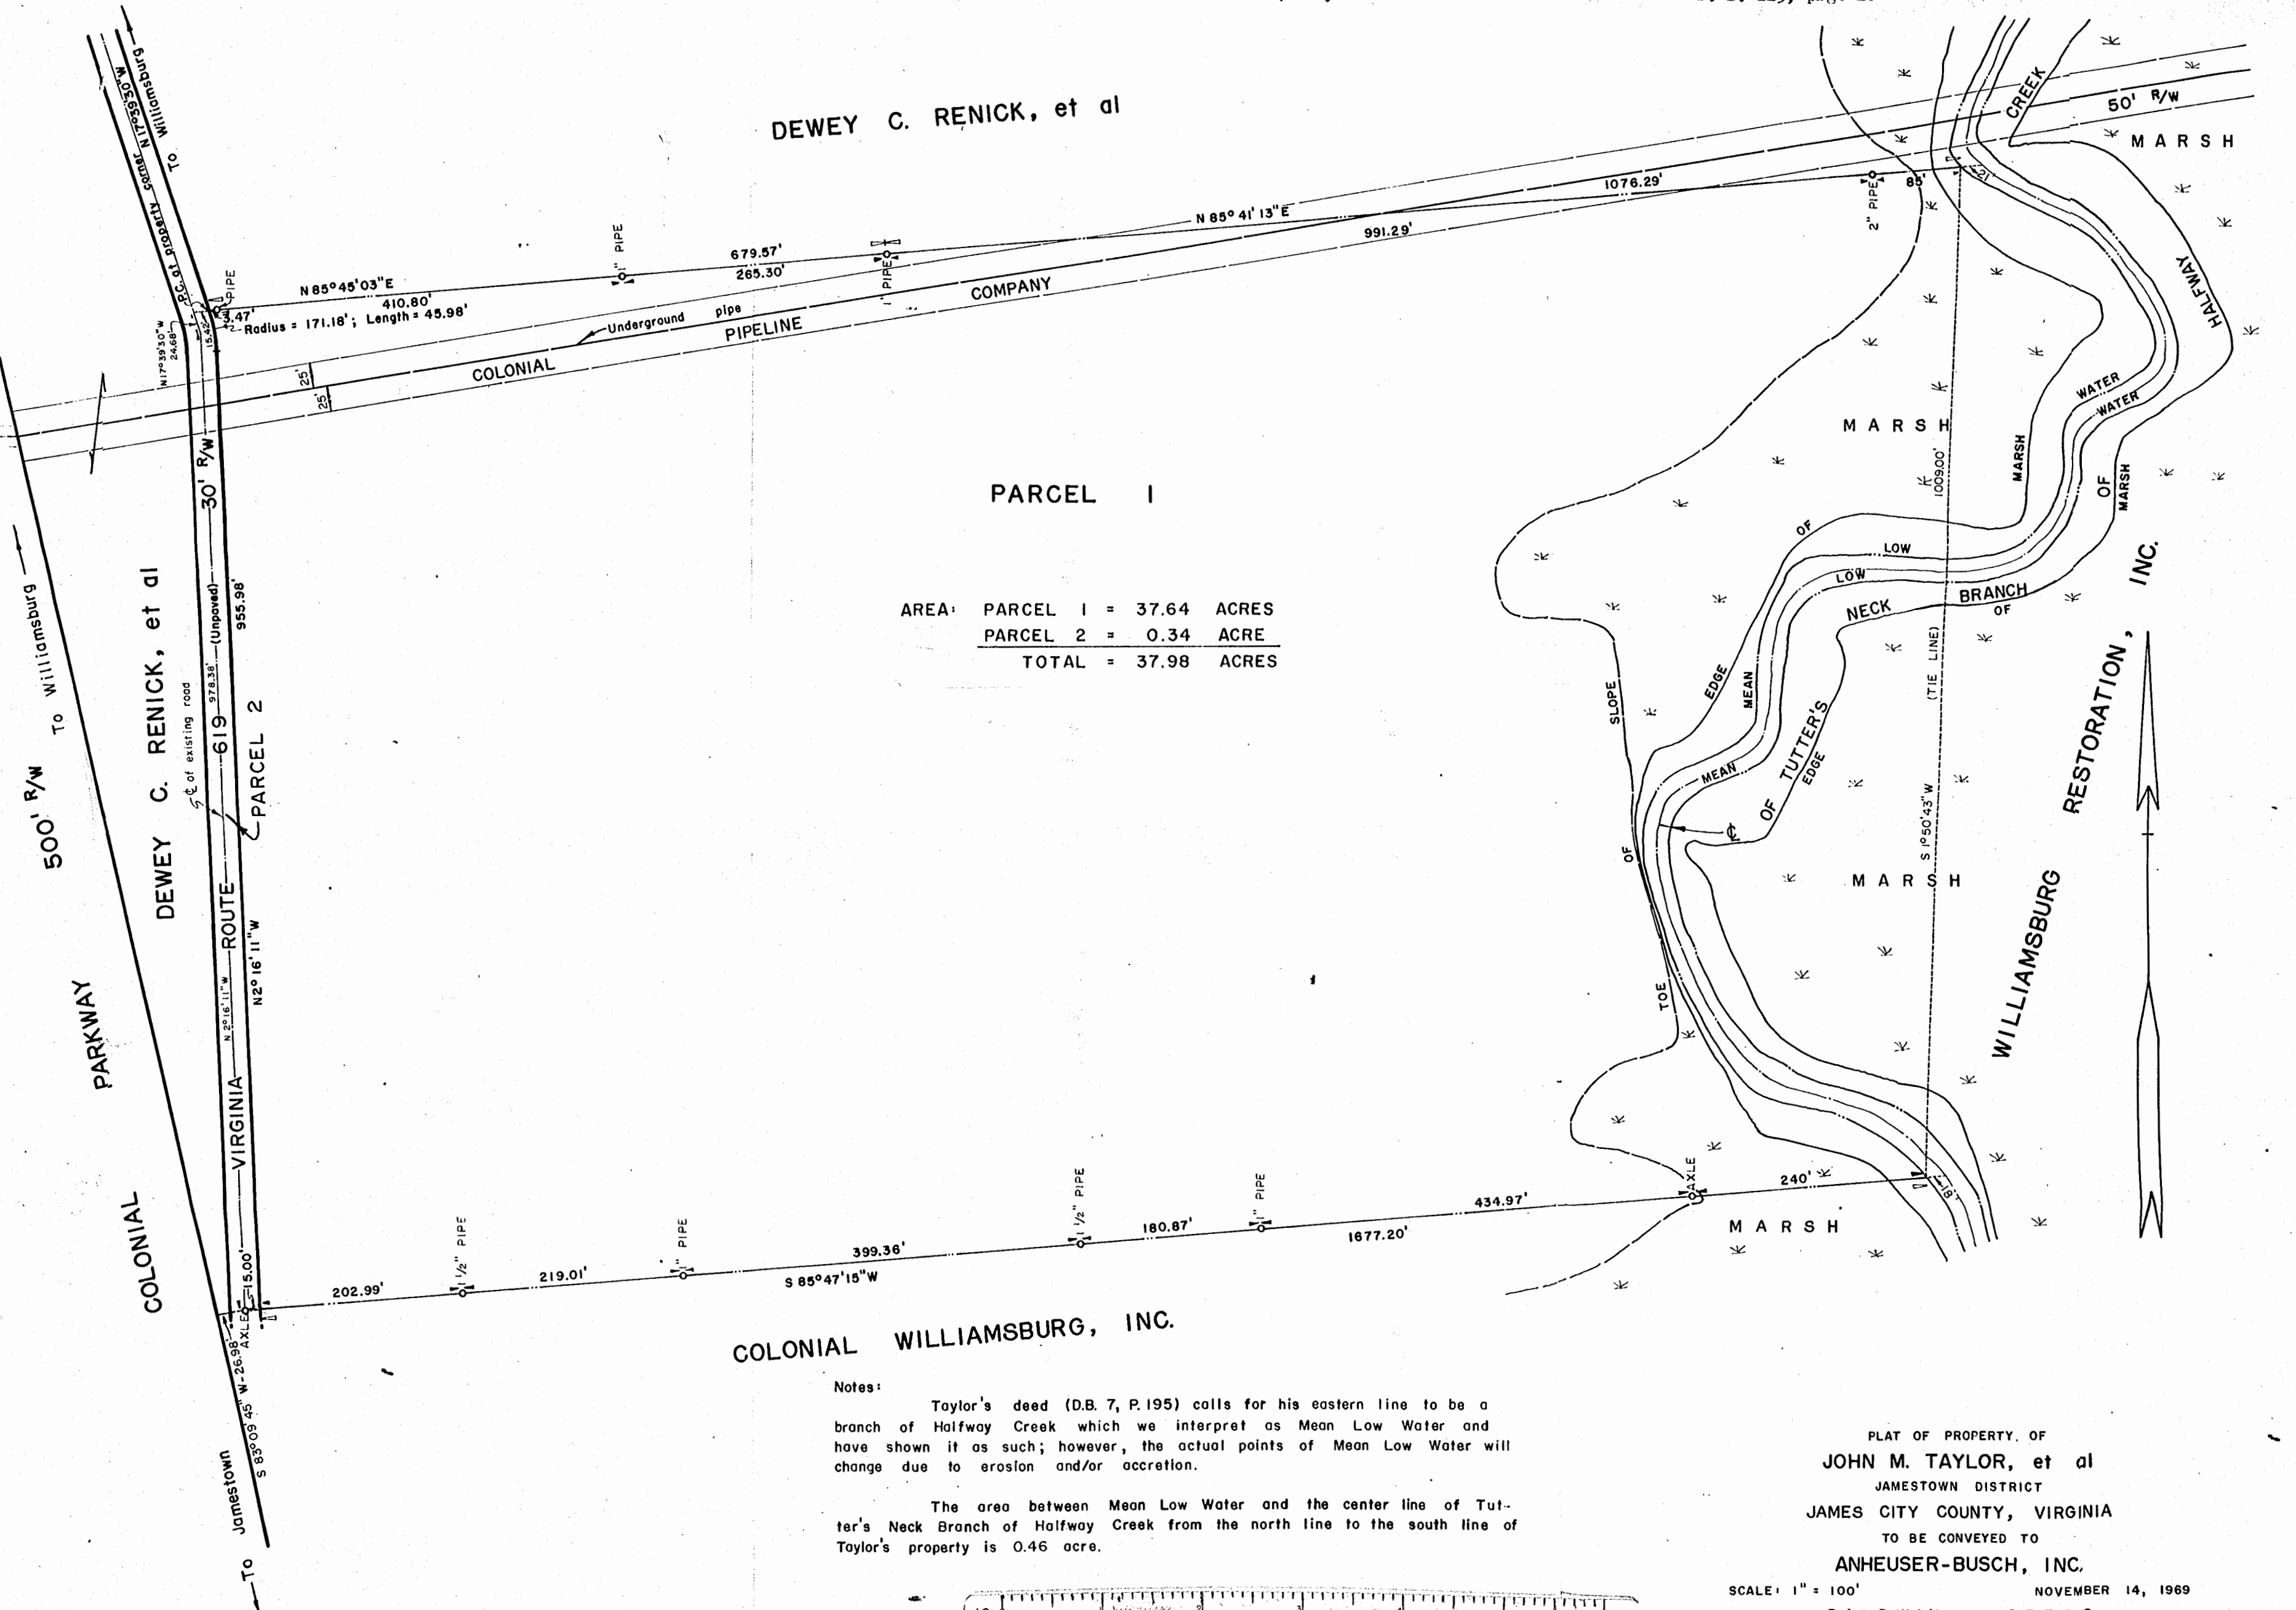 To Williamsburg
P.C. at Property Corner N17°39'30"W
DEWEY C. RENICK, et al
CREEK
50' R/W
MARSH
1076.29'
85'
21'
2" PIPE
N 85° 41' 13"E
991.29'
1" PIPE
679.57'
265.30'
1" PIPE
PIPE
N 85° 45' 03"E
410.80'
3.47'
Radius = 171.18'; Length = 45.98'
15.42'
N17°39'30"W
24.68'
Underground pipe
COLONIAL PIPELINE COMPANY
25'
25'
HALFWAY
WATER
WATER
MARSH
MARSH
OF
MARSH
1009.00'
30' R/W
PARCEL 1
OF
LOW
LOW
NECK BRANCH
OF
AREA: PARCEL 1 = 37.64 ACRES
PARCEL 2 = 0.34 ACRE
TOTAL = 37.98 ACRES
To Williamsburg
500' R/W
DEWEY C. RENICK, et al
℄ of existing road
978.38'
(Unpaved)
955.98'
619
PARCEL 2
SLOPE
EDGE
MEAN
MEAN
OF TUTTER'S
EDGE
℄
(TIE LINE)
S 1°50'43"W
MARSH
WILLIAMSBURG RESTORATION, INC.
OF
TOE
ROUTE
N 2°16'11"W
N2°16'11"W
VIRGINIA
COLONIAL PARKWAY
15.00'
AXLE
S 83°09'45" W-26.98'
To Jamestown
202.99'
1 1/2" PIPE
219.01'
1" PIPE
399.36'
S 85°47'15"W
1 1/2" PIPE
180.87'
1" PIPE
1677.20'
434.97'
AXLE
240'
18'
MARSH
COLONIAL WILLIAMSBURG, INC.
Notes:
Taylor's deed (D.B. 7, P. 195) calls for his eastern line to be a
branch of Halfway Creek which we interpret as Mean Low Water and
have shown it as such; however, the actual points of Mean Low Water will
change due to erosion and/or accretion.
The area between Mean Low Water and the center line of Tut-
ter's Neck Branch of Halfway Creek from the north line to the south line of
Taylor's property is 0.46 acre.
PLAT OF PROPERTY OF
JOHN M. TAYLOR, et al
JAMESTOWN DISTRICT
JAMES CITY COUNTY, VIRGINIA
TO BE CONVEYED TO
ANHEUSER-BUSCH, INC.
SCALE: 1" = 100' NOVEMBER 14, 1969